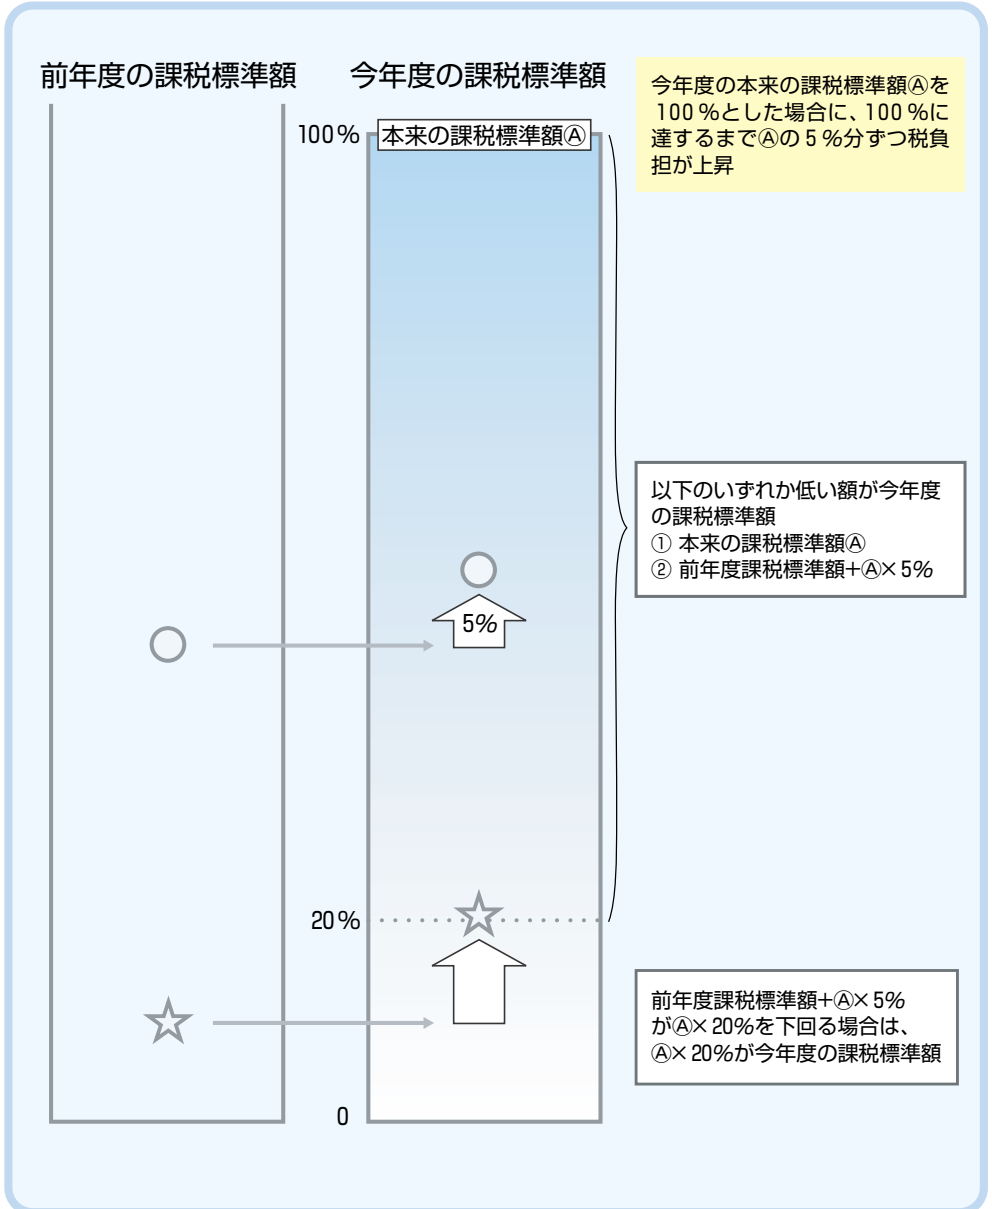 前年度の課税標準額
今年度の課税標準額
今年度の本来の課税標準額Ⓐを
100%とした場合に、100%に
達するまでⒶの5%分ずつ税負
担が上昇
100%
本来の課税標準額Ⓐ
以下のいずれか低い額が今年度
の課税標準額
① 本来の課税標準額Ⓐ
② 前年度課税標準額+Ⓐ×5%
5%
20%
前年度課税標準額+Ⓐ×5%
がⒶ×20%を下回る場合は、
Ⓐ×20%が今年度の課税標準額
0